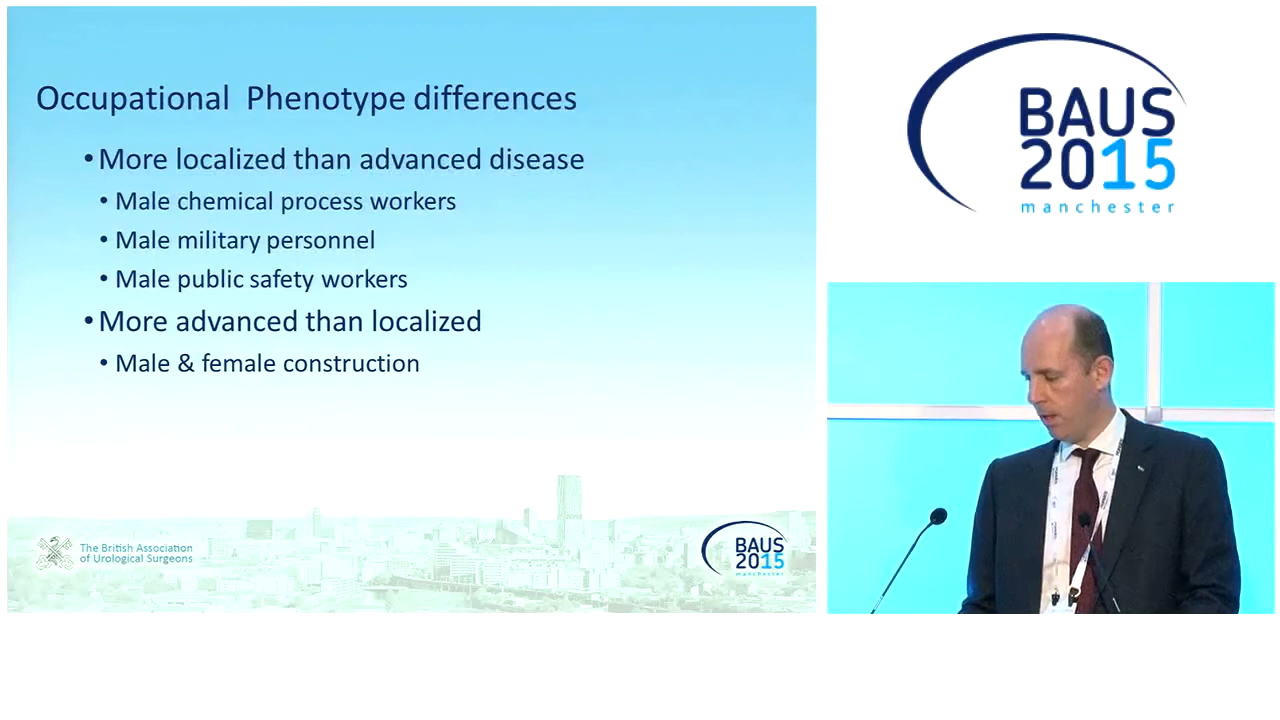 Occupational Phenotype differences
• More localized than advanced disease
• Male chemical process workers
• Male military personnel
• Male public safety workers
• More advanced than localized
• Male & female construction
The British Association
of Urological Surgeons
BAUS
2015
manchester
BAUS
2015
manchester